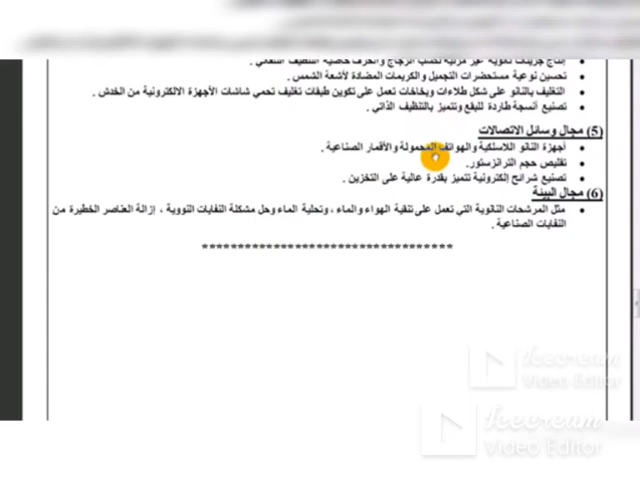 إنتاج جزيئات نانوية غير مرئية تكسب الزجاج والخزف خاصية التنظيف التلقائي .
تحسين نوعية مستحضرات التجميل والكريمات المضادة لأشعة الشمس .
التغليف بالنانو على شكل طلاءات وبخاخات تعمل على تكوين طبقات تغليف تحمي شاشات الأجهزة الالكترونية من الخدش .
تصنيع أنسجة طاردة للبقع وتتميز بالتنظيف الذاتي .
(5) مجال وسائل الاتصالات
أجهزة النانو اللاسلكية والهواتف المحمولة والأقمار الصناعية .
تقليص حجم الترانزستور.
تصنيع شرائح إلكترونية تتميز بقدرة عالية على التخزين .
(6) مجال البيئة
مثل المرشحات النانوية التي تعمل على تنقية الهواء والماء ، وتحلية الماء وحل مشكلة النفايات النووية ، إزالة العناصر الخطيرة من
النفايات الصناعية .
***********************************
Icecream
Video Editor
Icecream
Video Editor